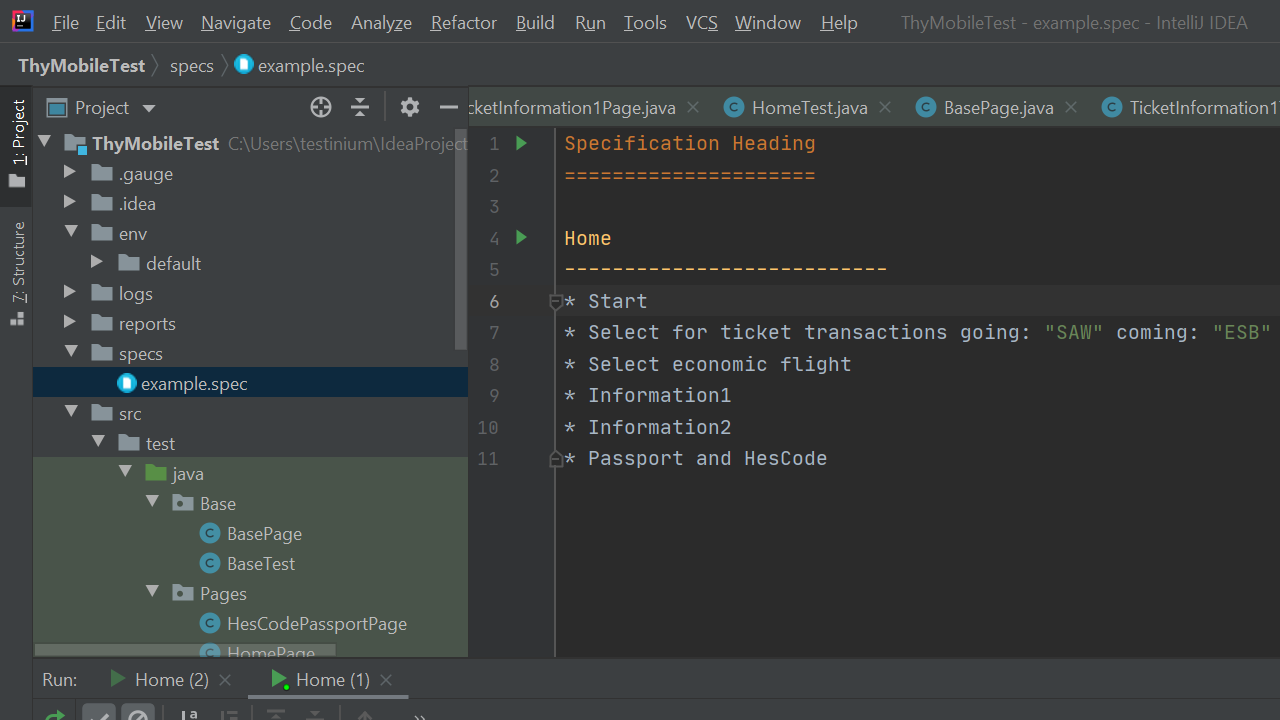 File Edit View Navigate Code Analyze Refactor Build Run Tools VCS Window Help ThyMobileTest - example.spec - IntelliJ IDEA
ThyMobileTest specs example.spec
1: Project
7: Structure
Project
ThyMobileTest C:\Users\testinium\IdeaProject
.gauge
.idea
env
default
logs
reports
specs
example.spec
src
test
java
Base
BasePage
BaseTest
Pages
HesCodePassportPage
HomePage
cketInformation1Page.java HomeTest.java BasePage.java TicketInformation1
1 Specification Heading
2 =====================
3
4 Home
5 ---------------------------
6 * Start
7 * Select for ticket transactions going: "SAW" coming: "ESB"
8 * Select economic flight
9 * Information1
10 * Information2
11 * Passport and HesCode
Run: Home (2) Home (1)